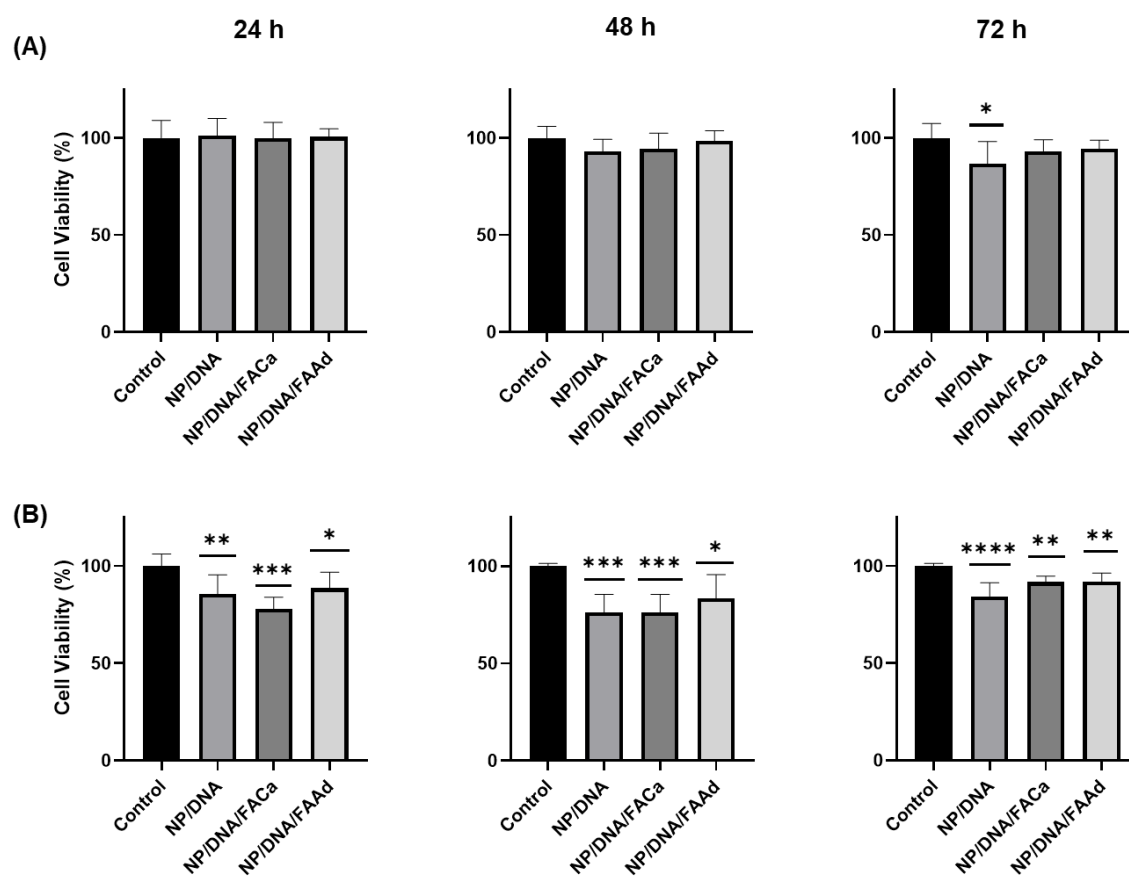 24 h
48 h
72 h
(A)
Cell Viability (%)
100
50
0
Control
NP/DNA
NP/DNA/FACa
NP/DNA/FAAd
100
50
0
Control
NP/DNA
NP/DNA/FACa
NP/DNA/FAAd
*
100
50
0
Control
NP/DNA
NP/DNA/FACa
NP/DNA/FAAd
(B)
Cell Viability (%)
**
***
*
100
50
0
Control
NP/DNA
NP/DNA/FACa
NP/DNA/FAAd
***
***
*
100
50
0
Control
NP/DNA
NP/DNA/FACa
NP/DNA/FAAd
****
**
**
100
50
0
Control
NP/DNA
NP/DNA/FACa
NP/DNA/FAAd